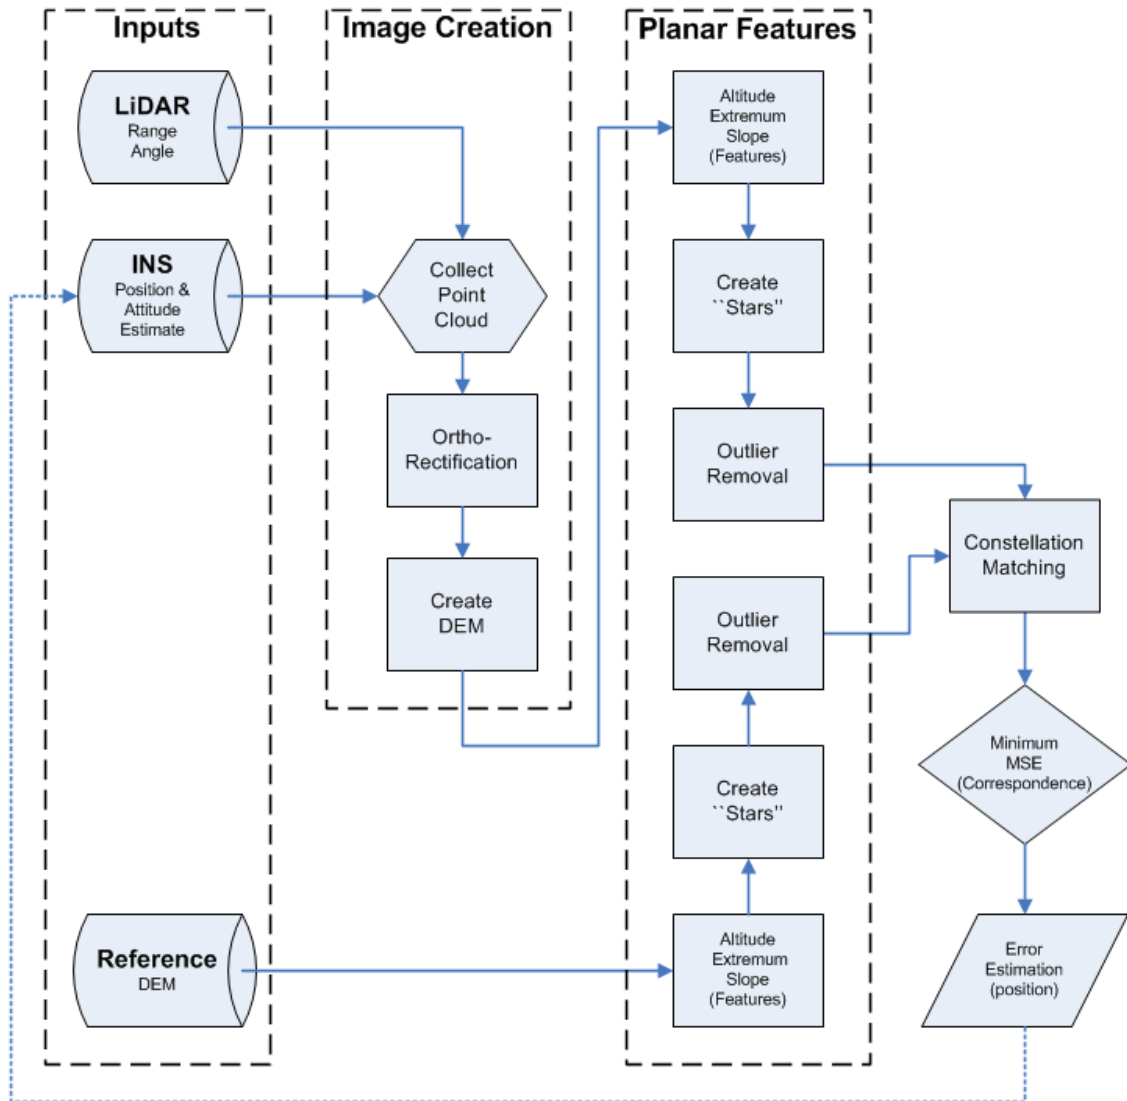 Inputs
Image Creation
Planar Features
LiDAR
Range
Angle
INS
Position &
Attitude
Estimate
Reference
DEM
Collect
Point
Cloud
Ortho-
Rectification
Create
DEM
Altitude
Extremum
Slope
(Features)
Create
``Stars''
Outlier
Removal
Outlier
Removal
Create
``Stars''
Altitude
Extremum
Slope
(Features)
Constellation
Matching
Minimum
MSE
(Correspondence)
Error
Estimation
(position)